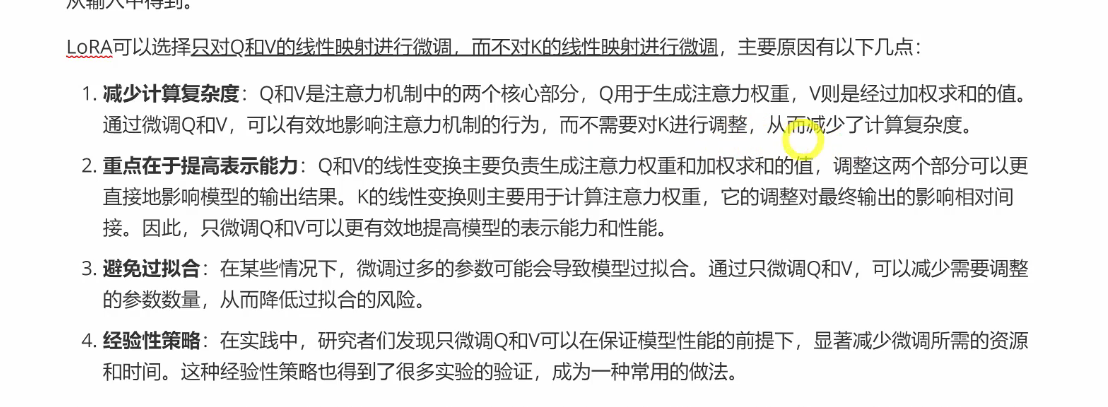 LoRA可以选择只对Q和V的线性映射进行微调，而不对K的线性映射进行微调，主要原因有以下几点：
1. 减少计算复杂度：Q和V是注意力机制中的两个核心部分，Q用于生成注意力权重，V则是经过加权求和的值。
通过微调Q和V，可以有效地影响注意力机制的行为，而不需要对K进行调整，从而减少了计算复杂度。
2. 重点在于提高表示能力：Q和V的线性变换主要负责生成注意力权重和加权求和的值，调整这两个部分可以更
直接地影响模型的输出结果。K的线性变换则主要用于计算注意力权重，它的调整对最终输出的影响相对间
接。因此，只微调Q和V可以更有效地提高模型的表示能力和性能。
3. 避免过拟合：在某些情况下，微调过多的参数可能会导致模型过拟合。通过只微调Q和V，可以减少需要调整
的参数数量，从而降低过拟合的风险。
4. 经验性策略：在实践中，研究者们发现只微调Q和V可以在保证模型性能的前提下，显著减少微调所需的资源
和时间。这种经验性策略也得到了很多实验的验证，成为一种常用的做法。